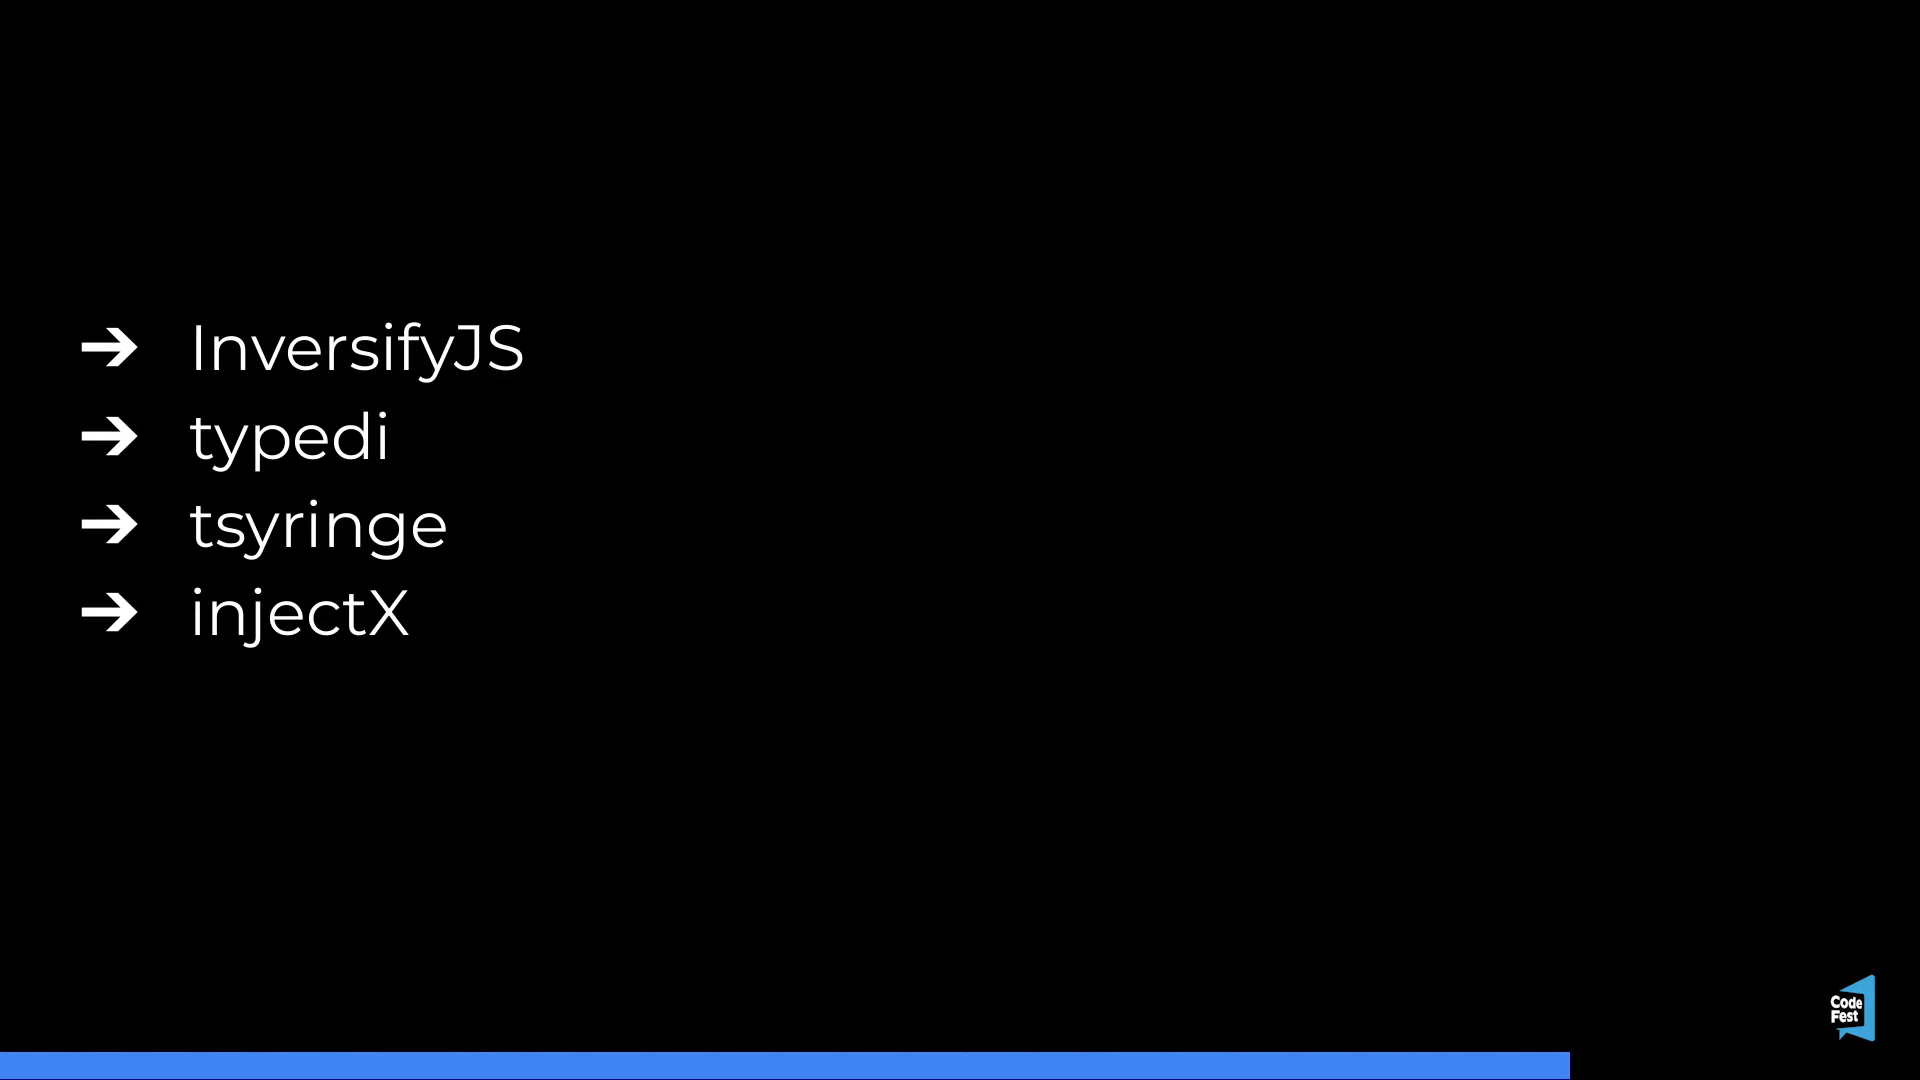 ➔ InversifyJS
➔ typedi
➔ tsyringe
➔ injectX
Code
Fest